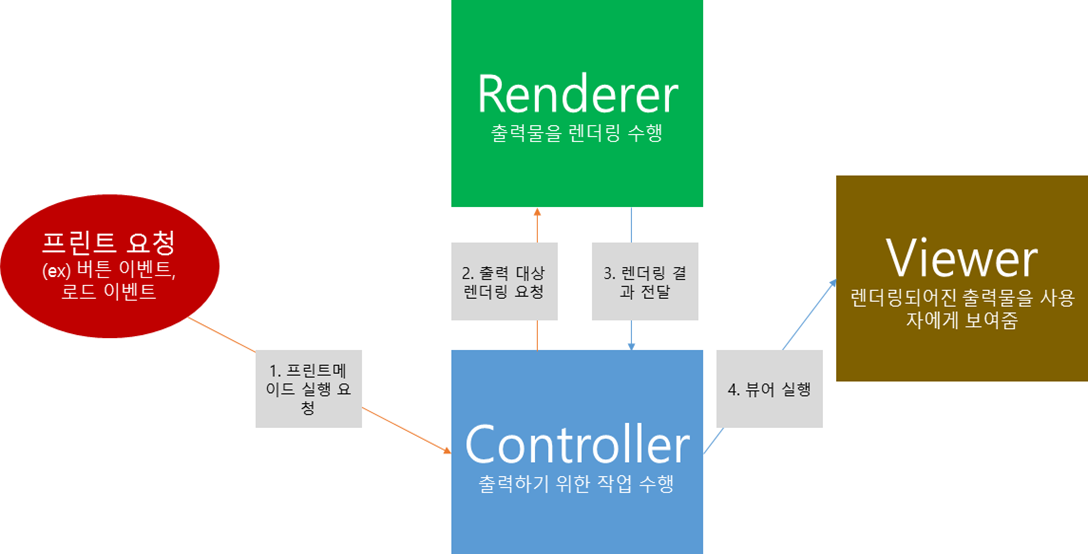 Renderer
출력물을 렌더링 수행
프린트 요청
(ex) 버튼 이벤트,
로드 이벤트
1. 프린트메
이드 실행 요
청
2. 출력 대상
렌더링 요청
3. 렌더링 결
과 전달
Controller
출력하기 위한 작업 수행
4. 뷰어 실행
Viewer
렌더링되어진 출력물을 사용
자에게 보여줌